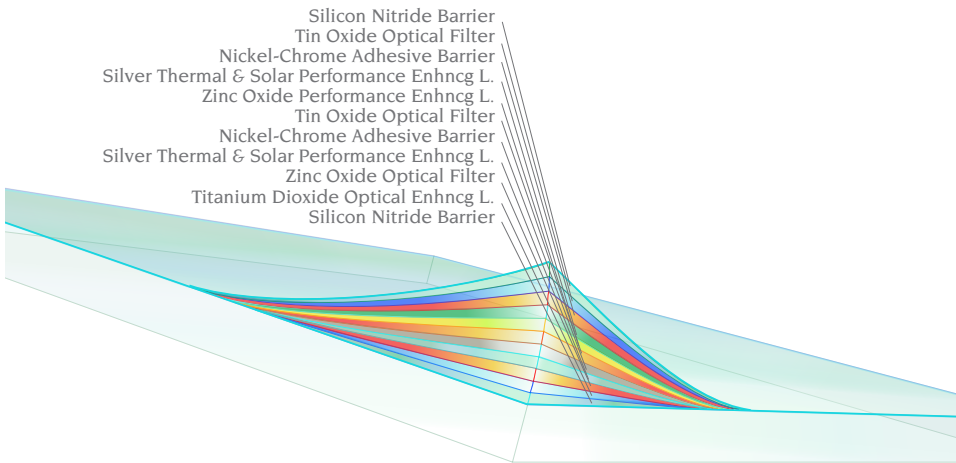 Silicon Nitride Barrier
Tin Oxide Optical Filter
Nickel-Chrome Adhesive Barrier
Silver Thermal & Solar Performance Enhncg L.
Zinc Oxide Performance Enhncg L.
Tin Oxide Optical Filter
Nickel-Chrome Adhesive Barrier
Silver Thermal & Solar Performance Enhncg L.
Zinc Oxide Optical Filter
Titanium Dioxide Optical Enhncg L.
Silicon Nitride Barrier